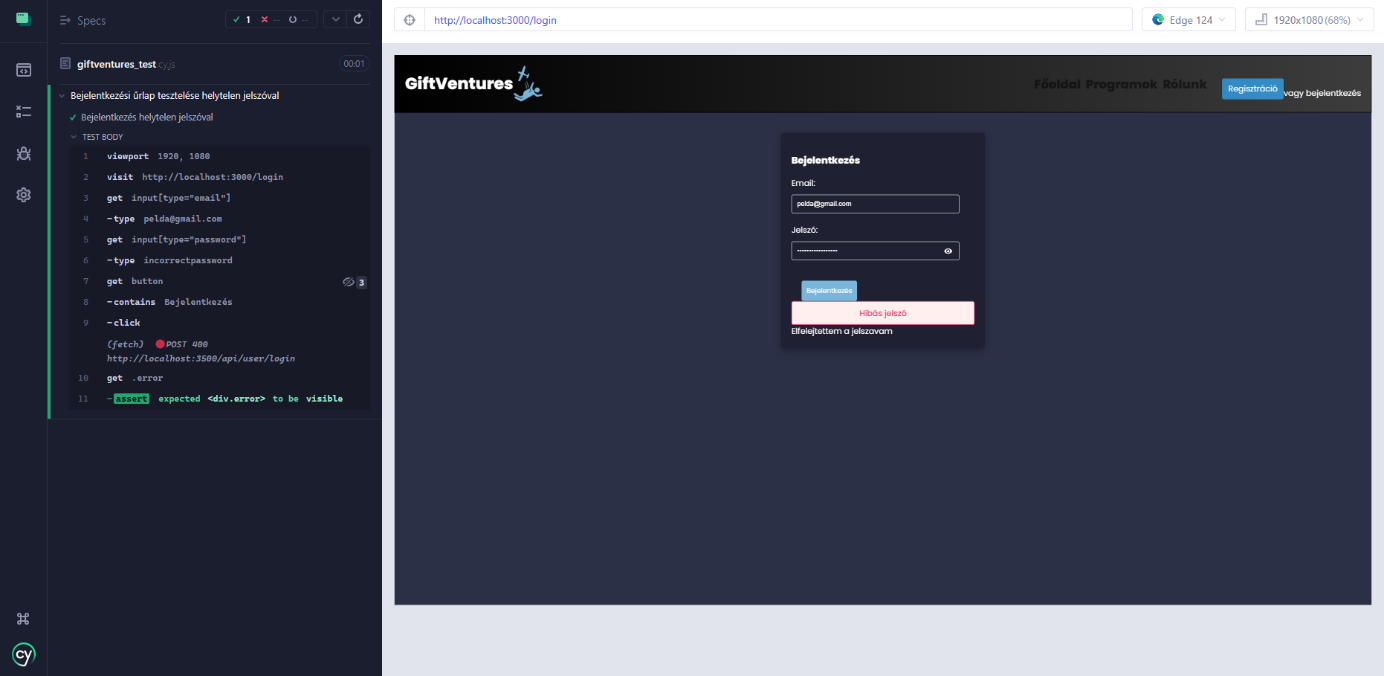 Specs
1 -- --
http://localhost:3000/login
Edge 124
1920x1080 (68%)
giftventures_test cy.js
00:01
Bejelentkezési űrlap tesztelése helytelen jelszóval
Bejelentkezés helytelen jelszóval
TEST BODY
1 viewport 1920, 1080
2 visit http://localhost:3000/login
3 get input[type="email"]
4 -type pelda@gmail.com
5 get input[type="password"]
6 -type incorrectpassword
7 get button 3
8 -contains Bejelentkezés
9 -click
(fetch) POST 400
http://localhost:3500/api/user/login
10 get .error
11 -assert expected <div.error> to be visible
cy
GiftVentures
Főoldal Programok Rólunk
Regisztráció vagy bejelentkezés
Bejelentkezés
Email:
pelda@gmail.com
Jelszó:
Bejelentkezés
Hibás jelszó
Elfelejtettem a jelszavam